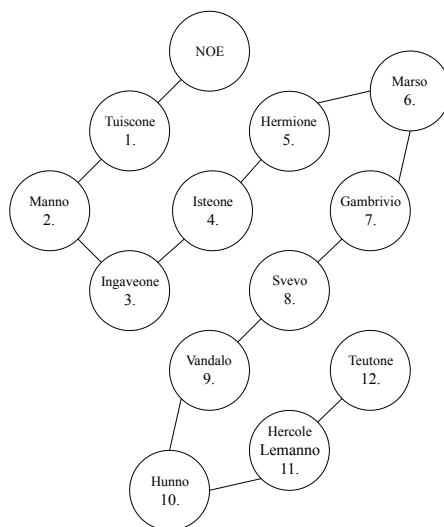 NOE
Tuiscone
1.
Manno
2.
Ingaveone
3.
Isteone
4.
Hermione
5.
Marso
6.
Gambrivio
7.
Svevo
8.
Vandalo
9.
Hunno
10.
Hercole
Lemanno
11.
Teutone
12.